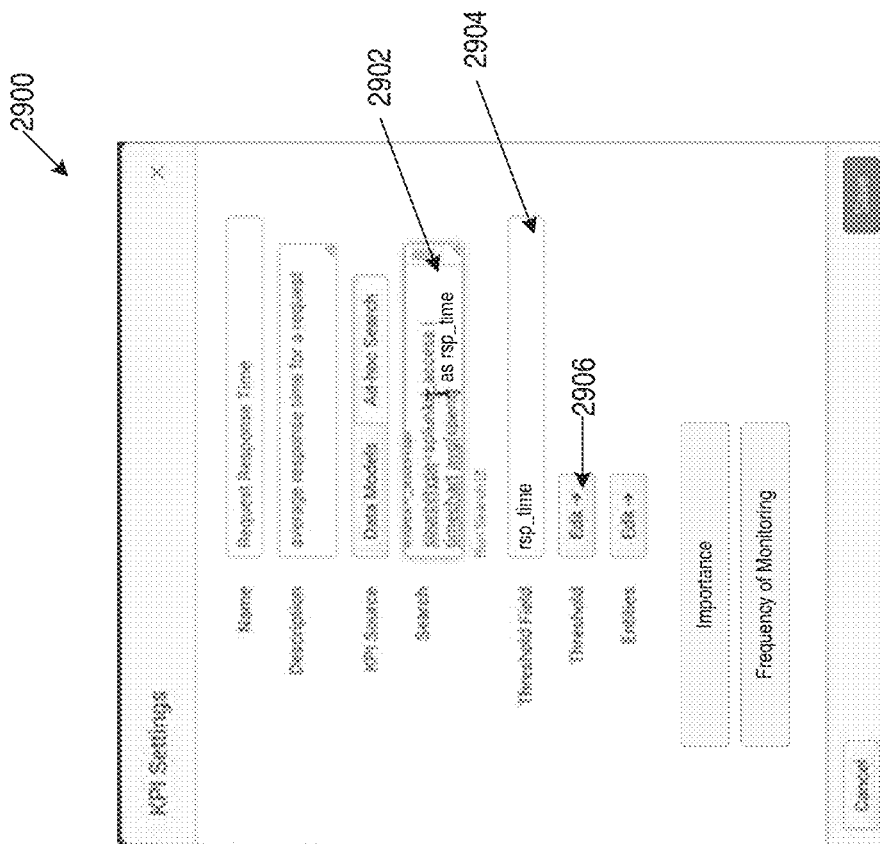 2900
KPI Settings
×
Name
Request Response Time
Description
average response time for a request
KPI Source
Data Models
Ad-hoc Search
Search
as rsp_time
2902
Threshold Field
rsp_time
2904
Threshold
Edit →
2906
Entities
Edit →
Importance
Frequency of Monitoring
Cancel